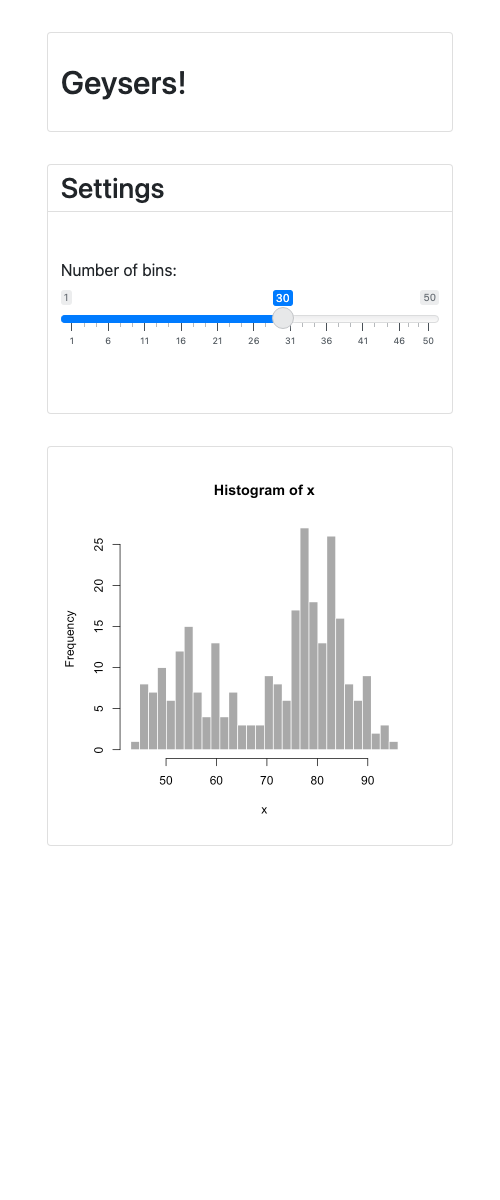 Geysers!
Settings
Number of bins:
1 30 50
1 6 11 16 21 26 31 36 41 46 50
Histogram of x
Frequency
25
20
15
10
5
0
50 60 70 80 90
x